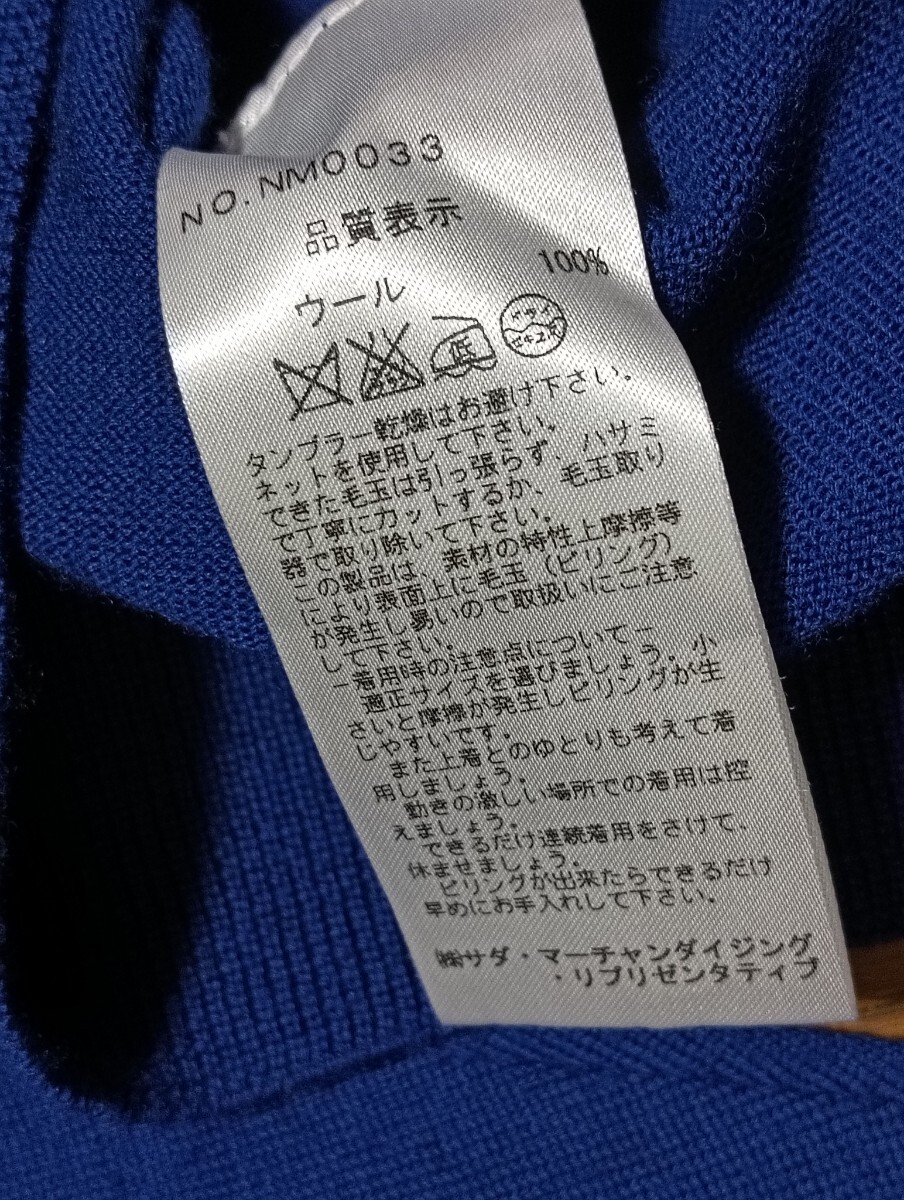 NO.NM0033
品質表示
ウール 100%
エンソサラシ 低 ドライ セキユ系
タンブラー乾燥はお避け下さい。
ネットを使用して下さい。
できた毛玉は引っ張らず、ハサミ
で丁寧にカットするか、毛玉取り
器で取り除いて下さい。
この製品は、素材の特性上摩擦等
により表面上に毛玉（ピリング）
が発生し易いので取扱いにご注意
して下さい。
ー着用時の注意点についてー
適正サイズを選びましょう。小
さいと摩擦が発生しピリングが生
じやすいです。
また上着とのゆとりも考えて着
用しましょう。
動きの激しい場所での着用は控
えましょう。
できるだけ連続着用をさけて、
休ませましょう。
ピリングが出来たらできるだけ
早めにお手入れして下さい。
㈱サダ・マーチャンダイジング
・リプリゼンタティブ